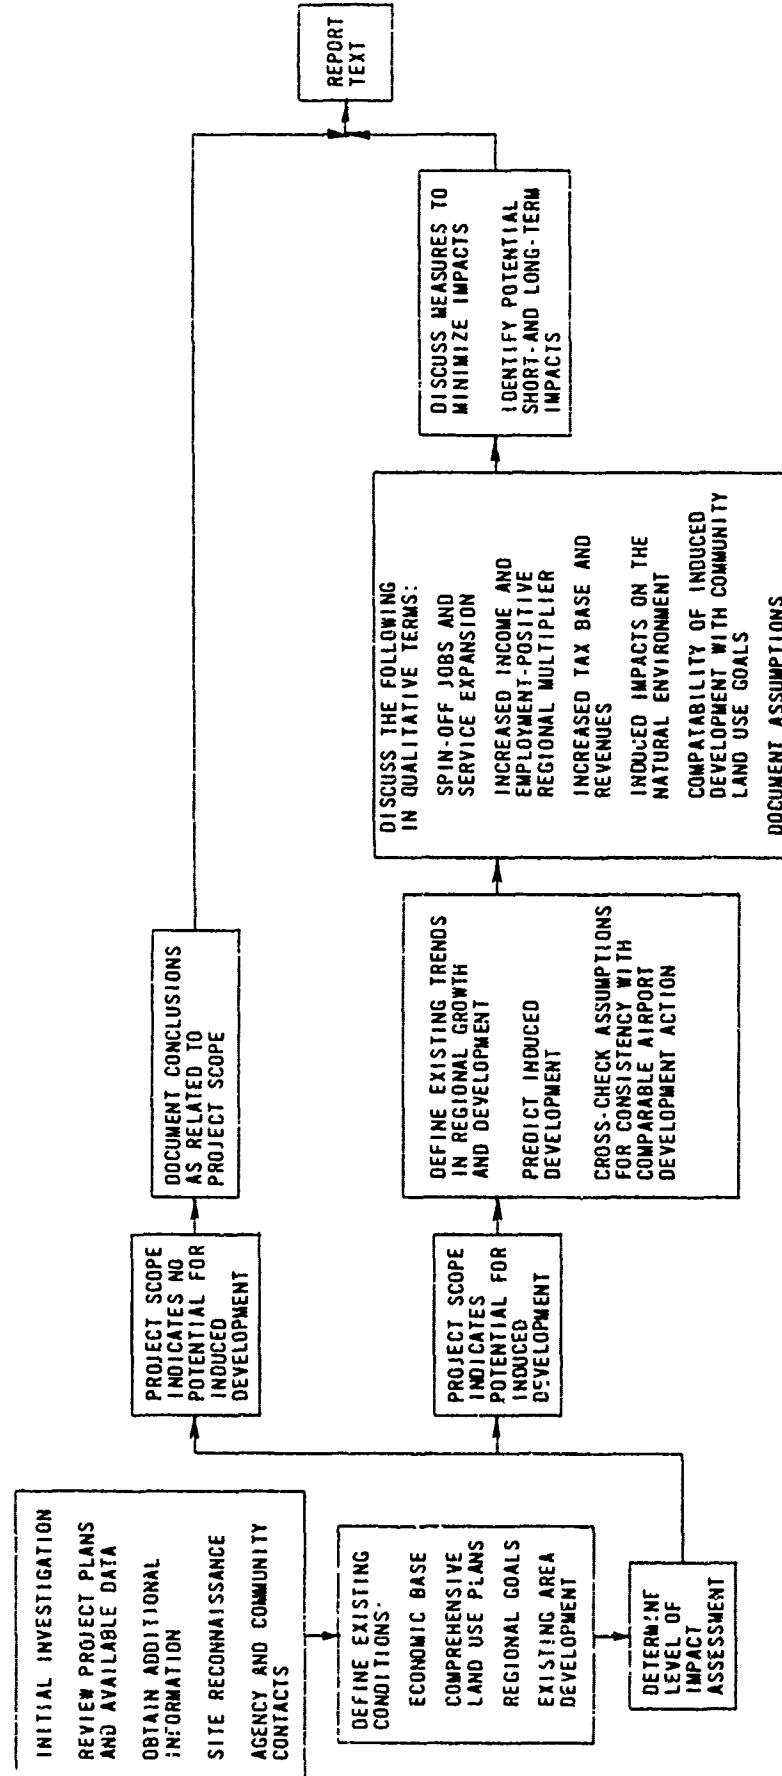 INITIAL INVESTIGATION
REVIEW PROJECT PLANS
AND AVAILABLE DATA
OBTAIN ADDITIONAL
INFORMATION
SITE RECONNAISSANCE
AGENCY AND COMMUNITY
CONTACTS
DEFINE EXISTING
CONDITIONS-
ECONOMIC BASE
COMPREHENSIVE
LAND USE PLANS
REGIONAL GOALS
EXISTING AREA
DEVELOPMENT
DETERMINE
LEVEL OF
IMPACT
ASSESSMENT
PROJECT SCOPE
INDICATES NO
POTENTIAL FOR
INDUCED
DEVELOPMENT
DOCUMENT CONCLUSIONS
AS RELATED TO
PROJECT SCOPE
PROJECT SCOPE
INDICATES
POTENTIAL FOR
INDUCED
DEVELOPMENT
DEFINE EXISTING TRENDS
IN REGIONAL GROWTH
AND DEVELOPMENT
PREDICT INDUCED
DEVELOPMENT
CROSS-CHECK ASSUMPTIONS
FOR CONSISTENCY WITH
COMPARABLE AIRPORT
DEVELOPMENT ACTION
DISCUSS THE FOLLOWING
IN QUALITATIVE TERMS:
SPIN-OFF JOBS AND
SERVICE EXPANSION
INCREASED INCOME AND
EMPLOYMENT-POSITIVE
REGIONAL MULTIPLIER
INCREASED TAX BASE AND
REVENUES
INDUCED IMPACTS ON THE
NATURAL ENVIRONMENT
COMPATABILITY OF INDUCED
DEVELOPMENT WITH COMMUNITY
LAND USE GOALS
DOCUMENT ASSUMPTIONS
DISCUSS MEASURES TO
MINIMIZE IMPACTS
IDENTIFY POTENTIAL
SHORT-AND LONG-TERM
IMPACTS
REPORT
TEXT